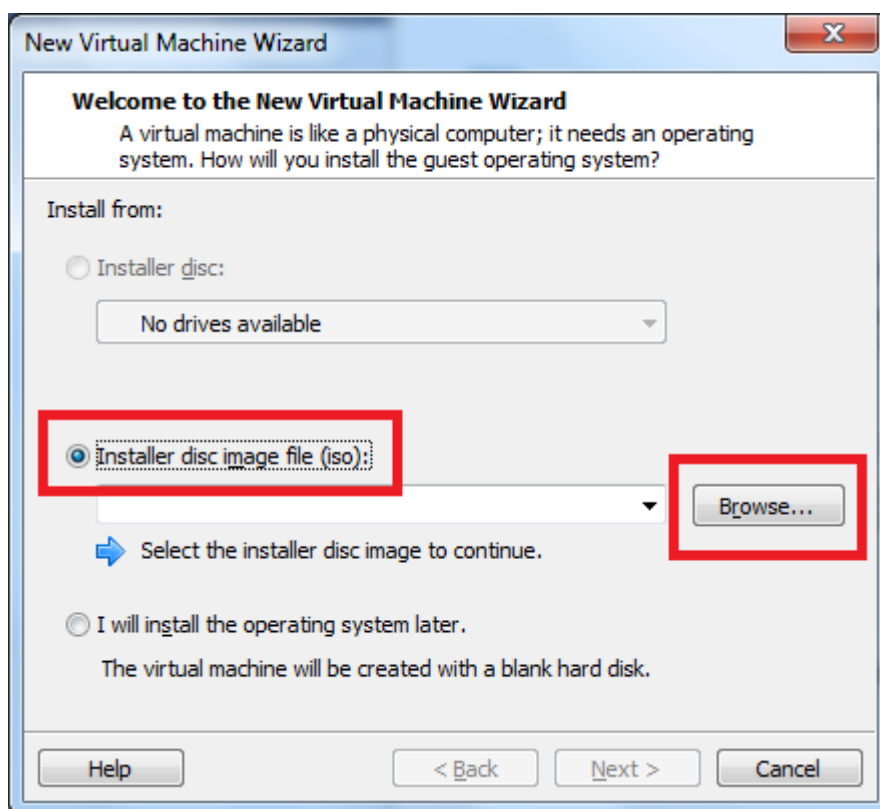 New Virtual Machine Wizard
Welcome to the New Virtual Machine Wizard
A virtual machine is like a physical computer; it needs an operating
system. How will you install the guest operating system?
Install from:
Installer disc:
No drives available
Installer disc image file (iso):
Browse...
Select the installer disc image to continue.
I will install the operating system later.
The virtual machine will be created with a blank hard disk.
Help < Back Next > Cancel